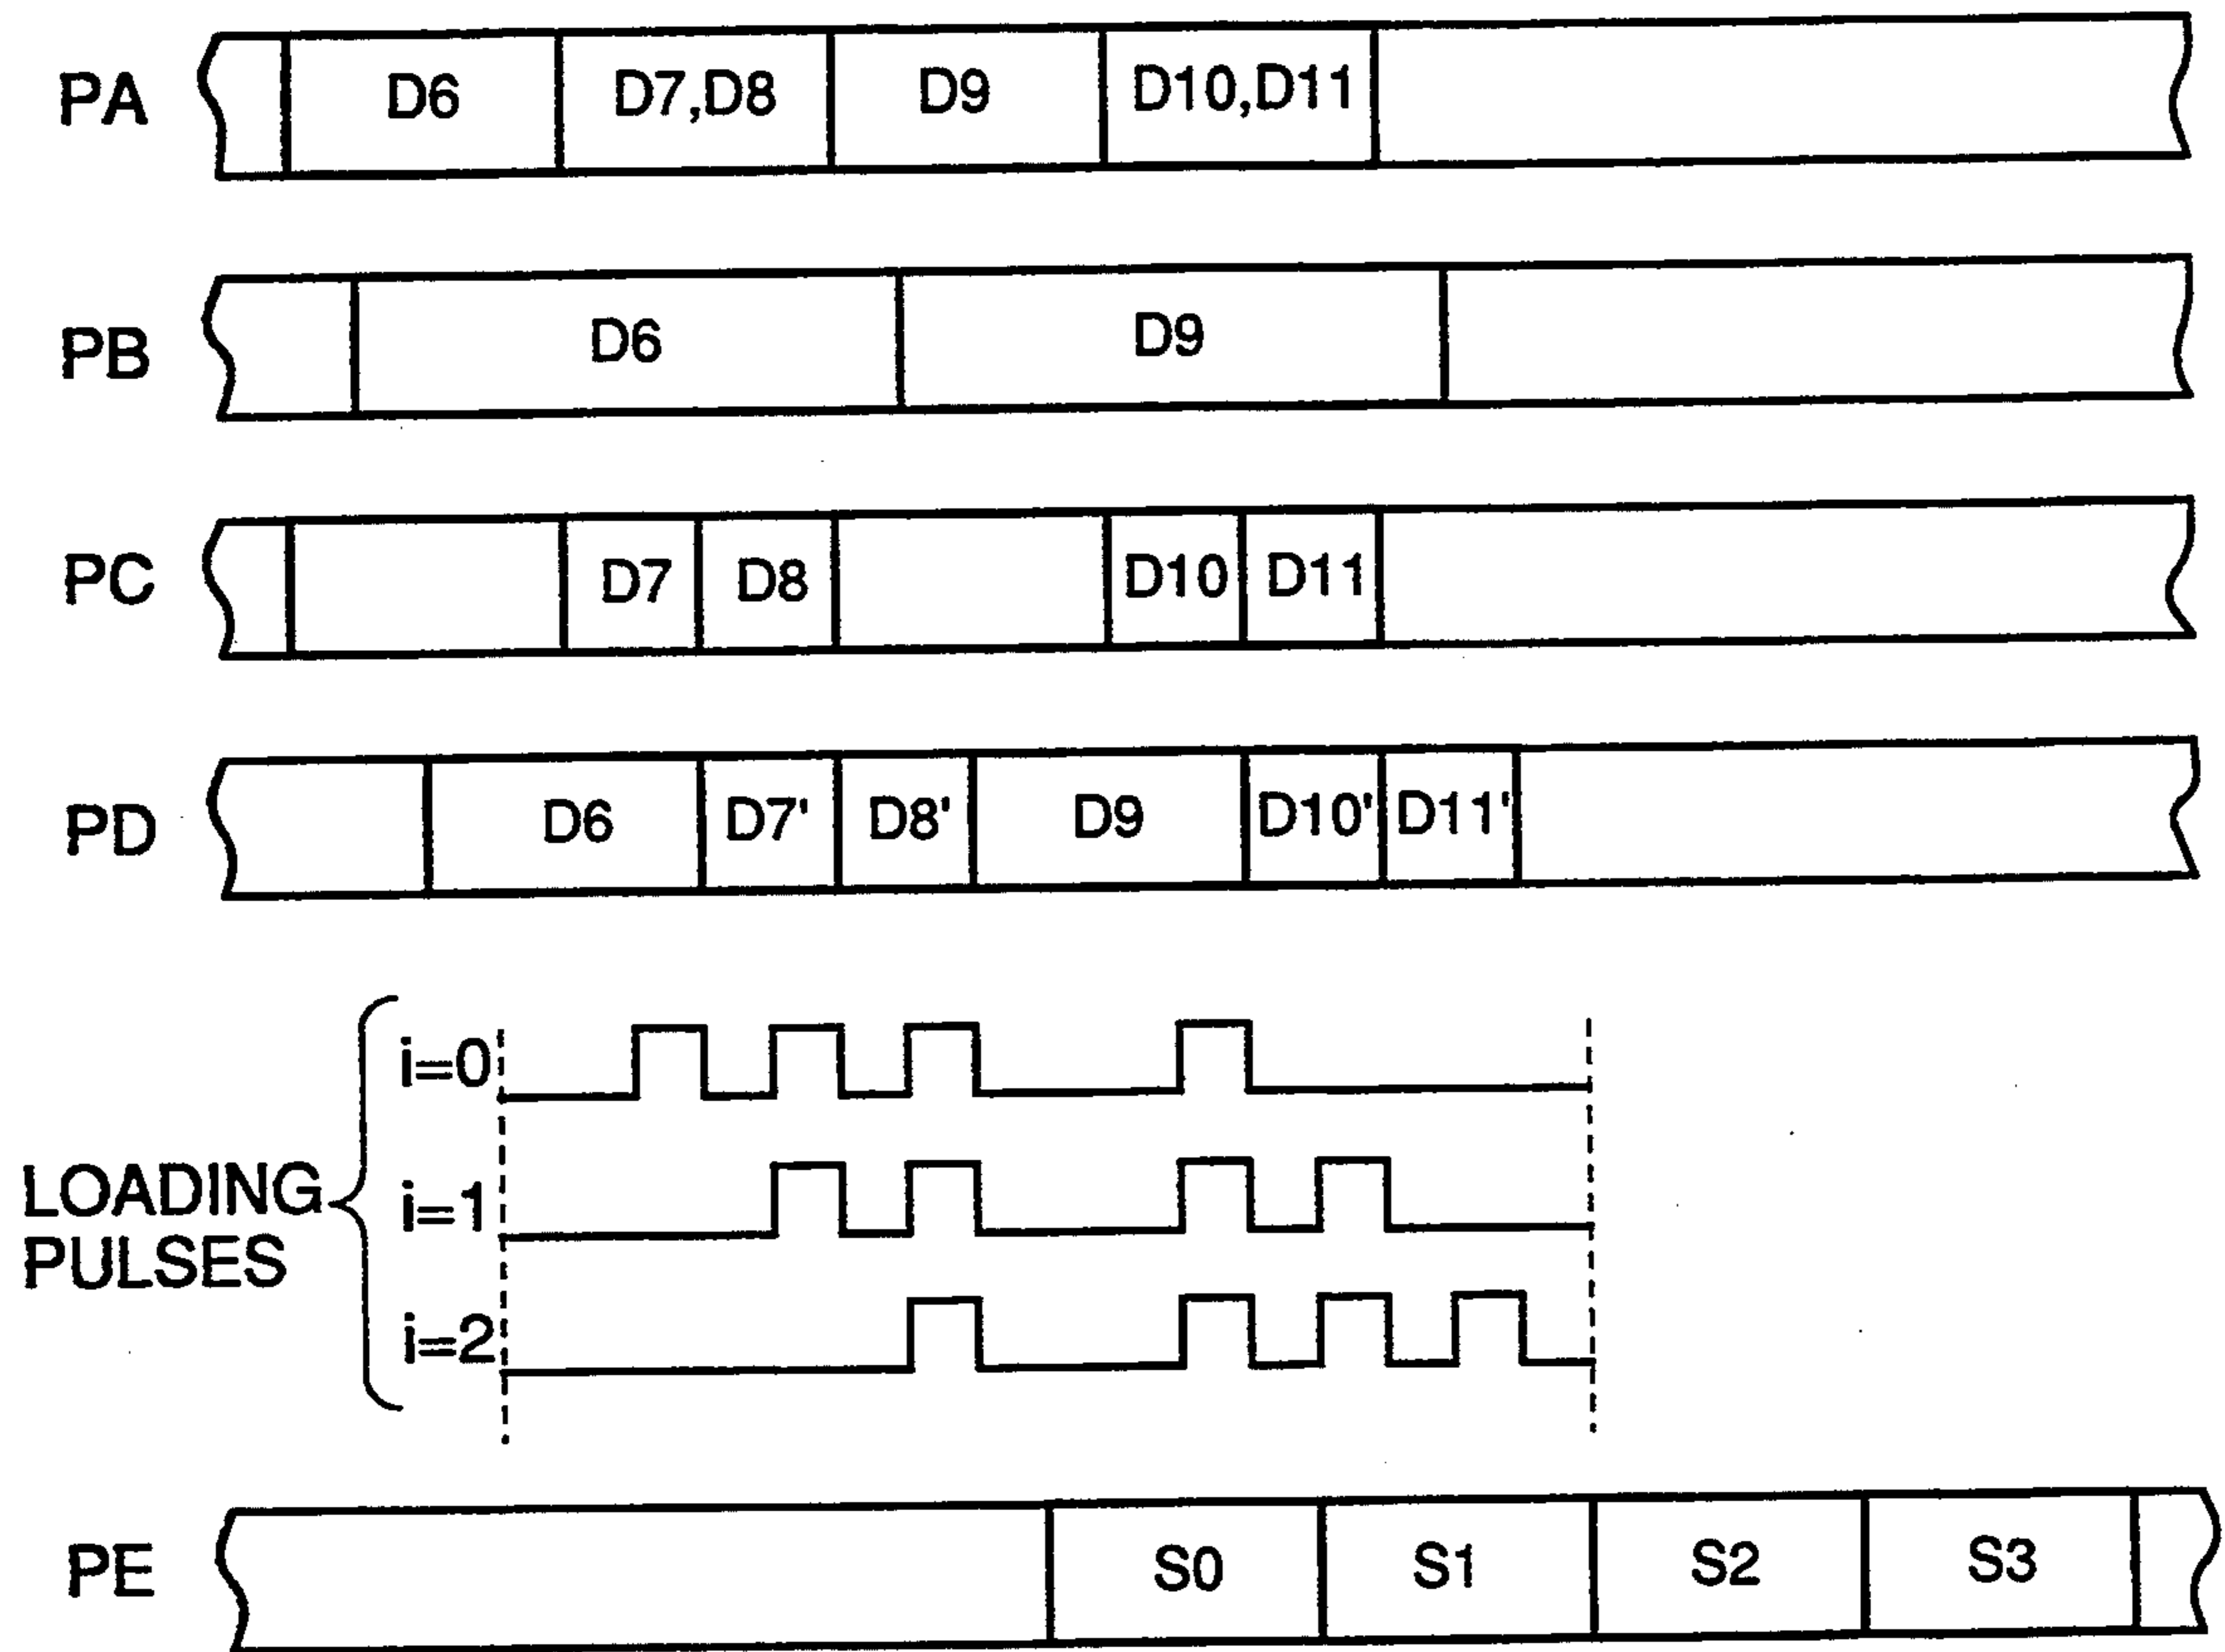 PA D6 D7,D8 D9 D10,D11
PB D6 D9
PC D7 D8 D10 D11
PD D6 D7' D8' D9 D10' D11'
i=0
LOADING
PULSES
i=1
i=2
PE S0 S1 S2 S3